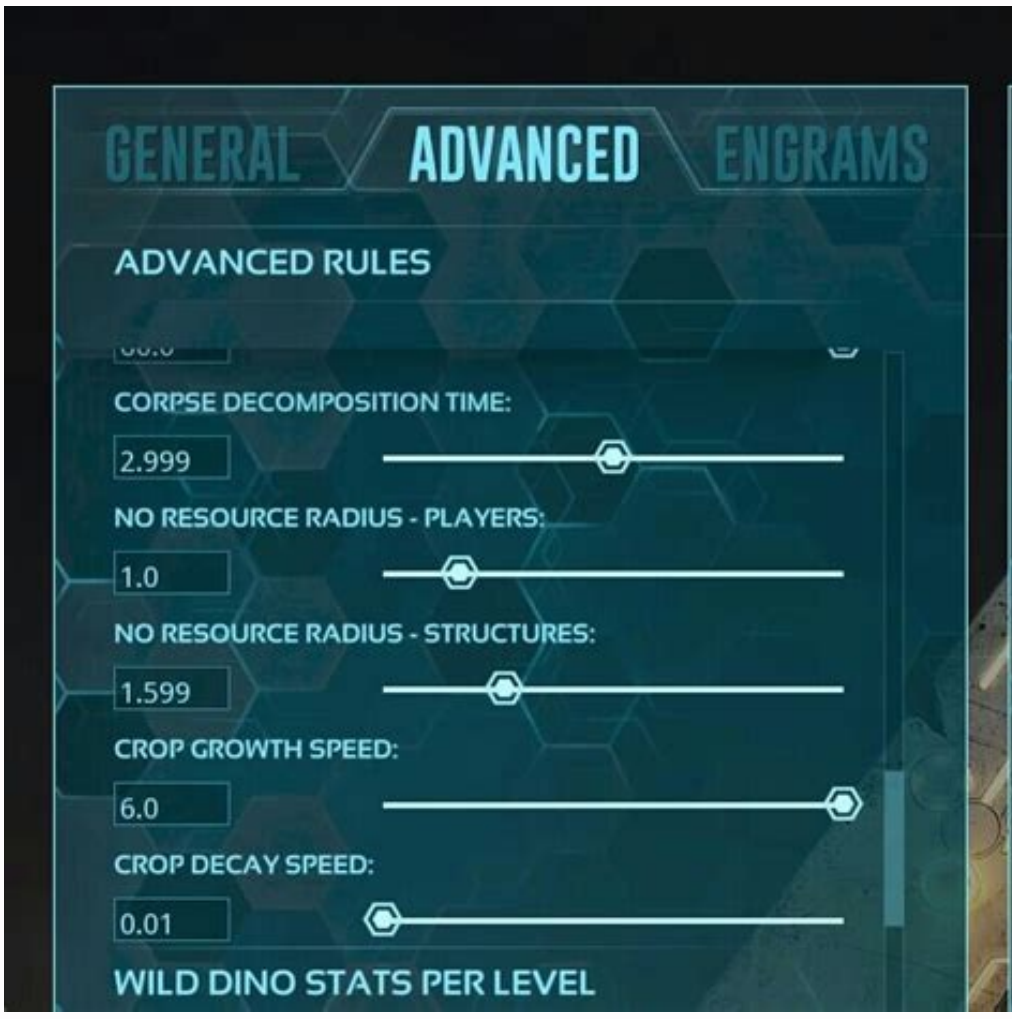 GENERAL ADVANCED ENGRAMS
ADVANCED RULES
CORPSE DECOMPOSITION TIME:
2.999
NO RESOURCE RADIUS - PLAYERS:
1.0
NO RESOURCE RADIUS - STRUCTURES:
1.599
CROP GROWTH SPEED:
6.0
CROP DECAY SPEED:
0.01
WILD DINO STATS PER LEVEL